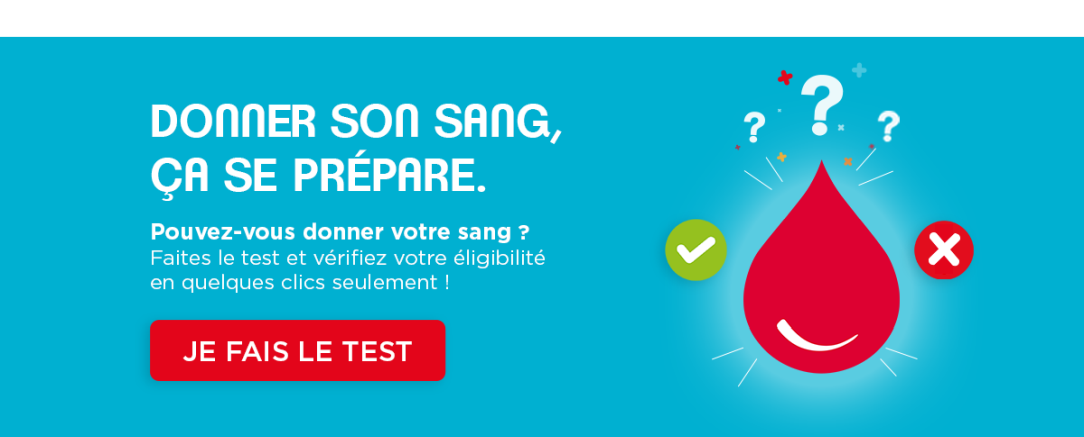 DONNER SON SANG,
ÇA SE PRÉPARE.
Pouvez-vous donner votre sang ?
Faites le test et vérifiez votre éligibilité
en quelques clics seulement !
JE FAIS LE TEST
? ? ?